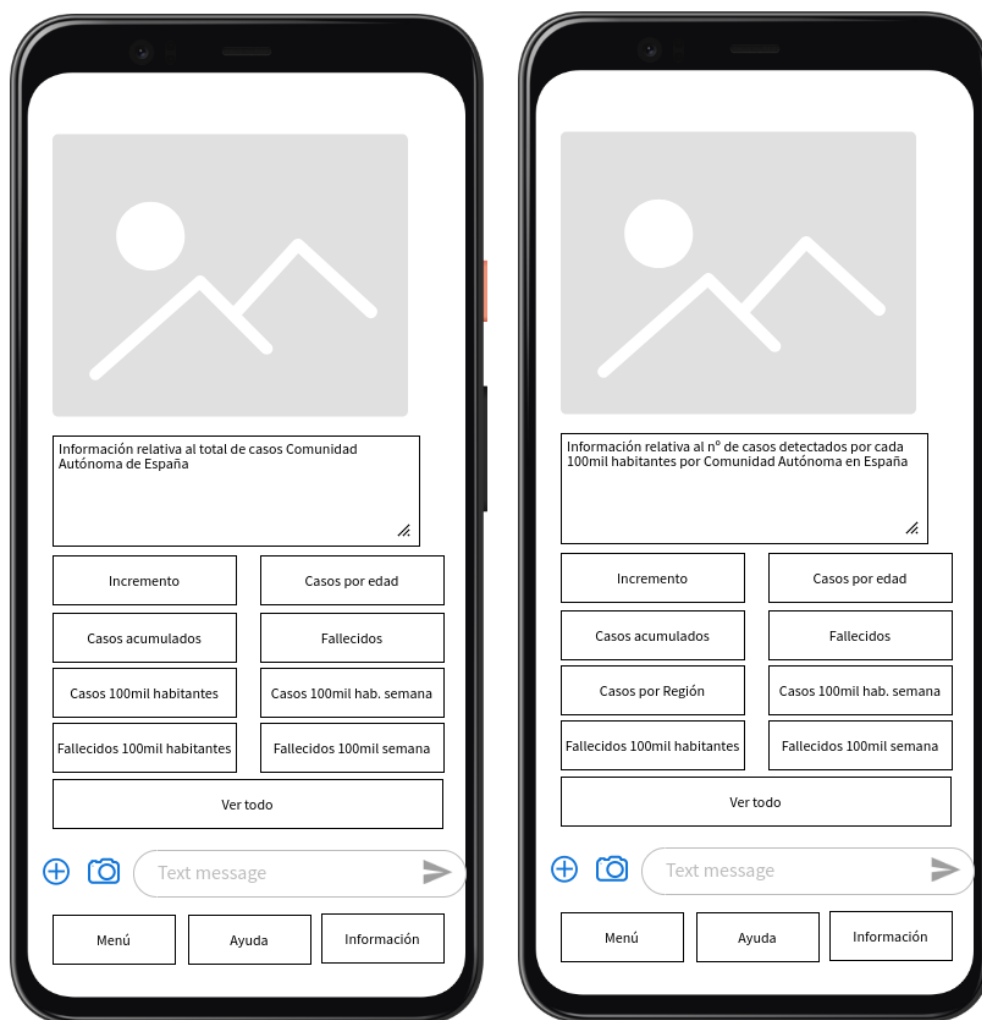 Información relativa al total de casos Comunidad
Autónoma de España
Incremento
Casos por edad
Casos acumulados
Fallecidos
Casos 100mil habitantes
Casos 100mil hab. semana
Fallecidos 100mil habitantes
Fallecidos 100mil semana
Ver todo
Text message
Menú
Ayuda
Información
Información relativa al nº de casos detectados por cada
100mil habitantes por Comunidad Autónoma en España
Incremento
Casos por edad
Casos acumulados
Fallecidos
Casos por Región
Casos 100mil hab. semana
Fallecidos 100mil habitantes
Fallecidos 100mil semana
Ver todo
Text message
Menú
Ayuda
Información